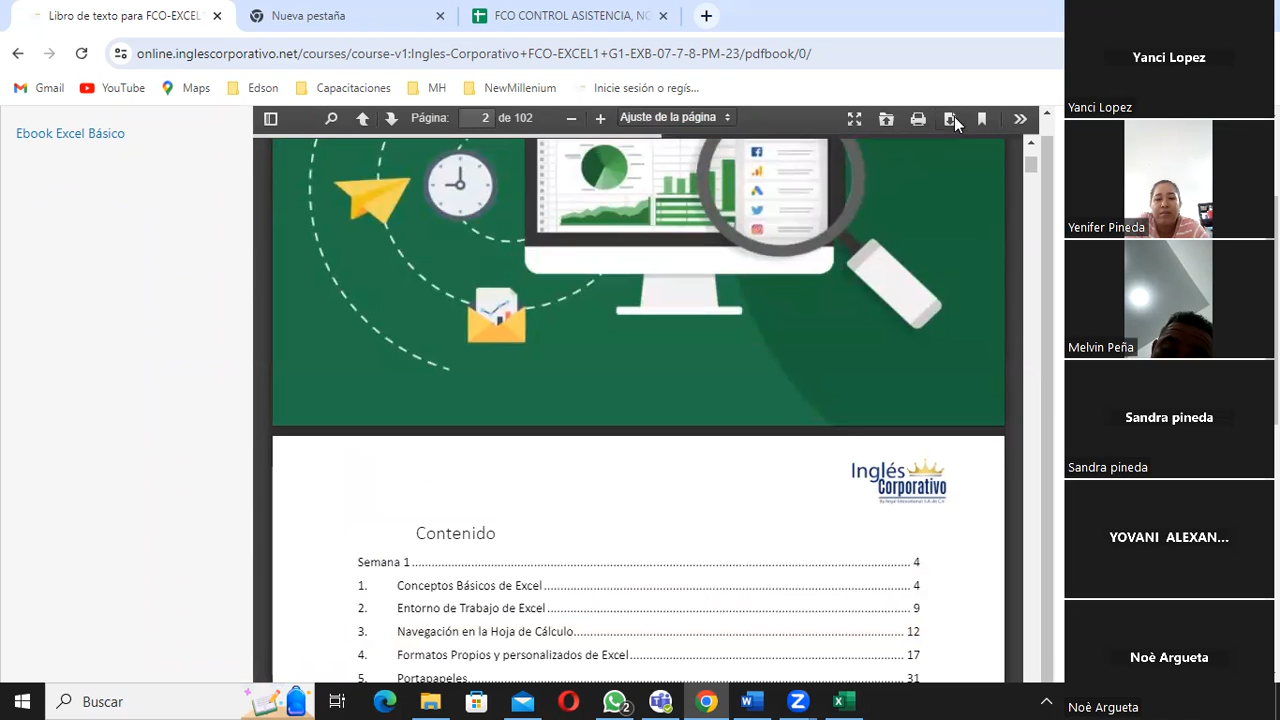 Libro de texto para FCO-EXCEL1
Nueva pestaña
FCO CONTROL ASISTENCIA, NO
online.inglescorporativo.net/courses/course-v1:Ingles-Corporativo+FCO-EXCEL1+G1-EXB-07-7-8-PM-23/pdfbook/0/
Gmail
YouTube
Maps
Edson
Capacitaciones
MH
NewMillenium
Inicie sesión o regís...
Ebook Excel Básico
Página: 2 de 102
Ajuste de la página
Inglés
Corporativo
Contenido
Semana 1 4
1. Conceptos Básicos de Excel 4
2. Entorno de Trabajo de Excel 9
3. Navegación en la Hoja de Cálculo 12
4. Formatos Propios y personalizados de Excel 17
5. Portapapeles 31
Yanci Lopez
Yanci Lopez
Yenifer Pineda
Melvin Peña
Sandra pineda
Sandra pineda
YOVANI ALEXAN...
Noè Argueta
Noè Argueta
Buscar
2